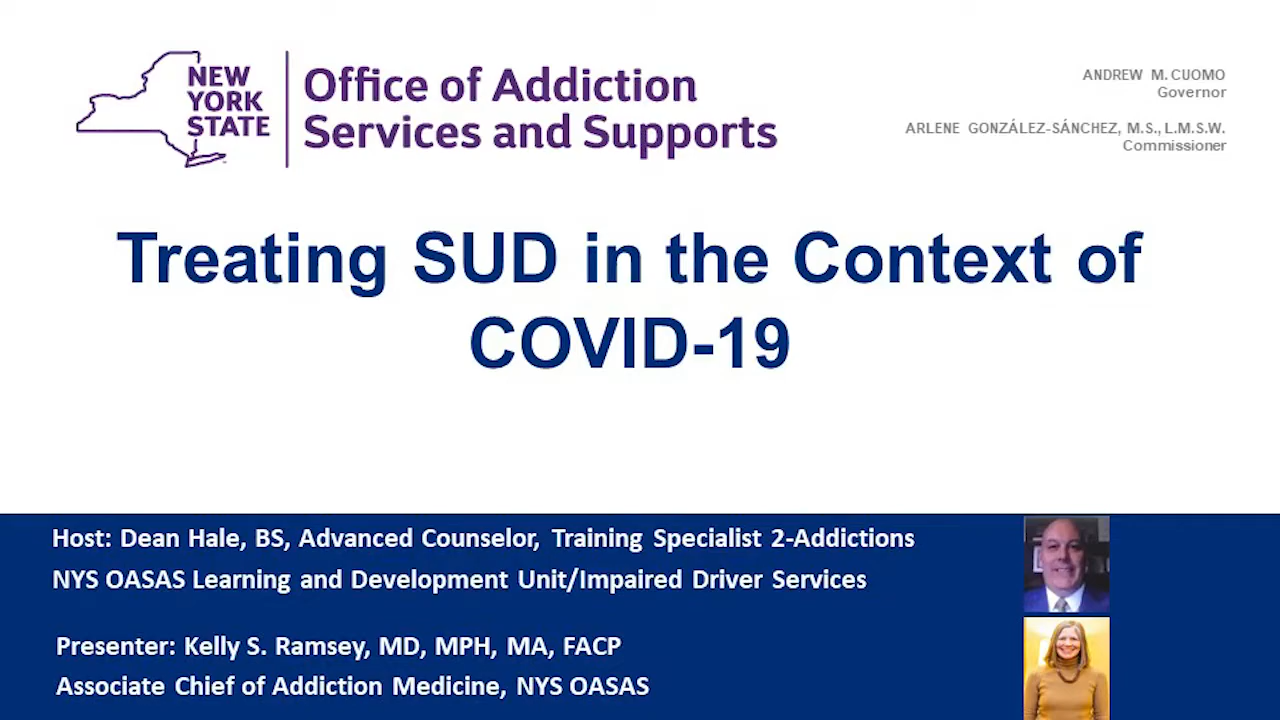 NEW
YORK
STATE
Office of Addiction
Services and Supports
ANDREW M. CUOMO
Governor
ARLENE GONZÁLEZ-SÁNCHEZ, M.S., L.M.S.W.
Commissioner
Treating SUD in the Context of
COVID-19
Host: Dean Hale, BS, Advanced Counselor, Training Specialist 2-Addictions
NYS OASAS Learning and Development Unit/Impaired Driver Services
Presenter: Kelly S. Ramsey, MD, MPH, MA, FACP
Associate Chief of Addiction Medicine, NYS OASAS